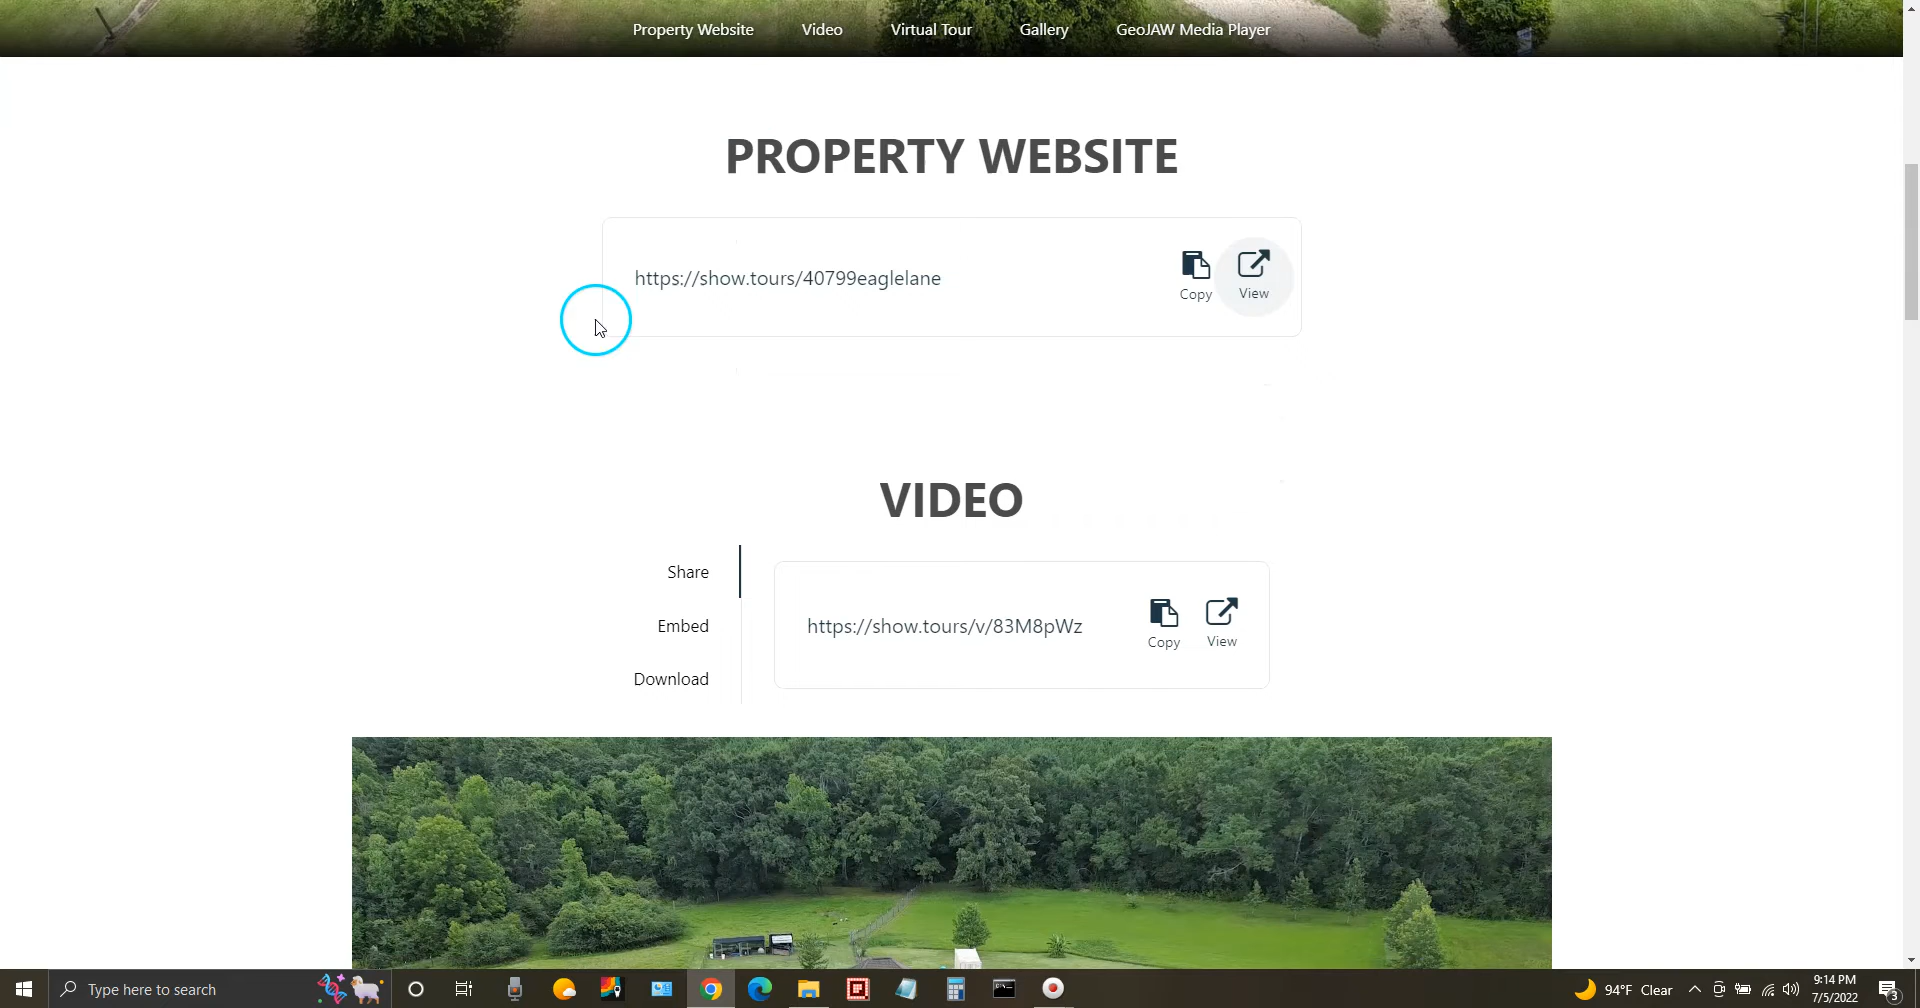 Property Website Video Virtual Tour Gallery GeoJAW Media Player
PROPERTY WEBSITE
https://show.tours/40799eaglelane Copy View
VIDEO
Share
https://show.tours/v/83M8pWz Copy View
Embed
Download
Type here to search
94°F Clear
9:14 PM
7/5/2022
3